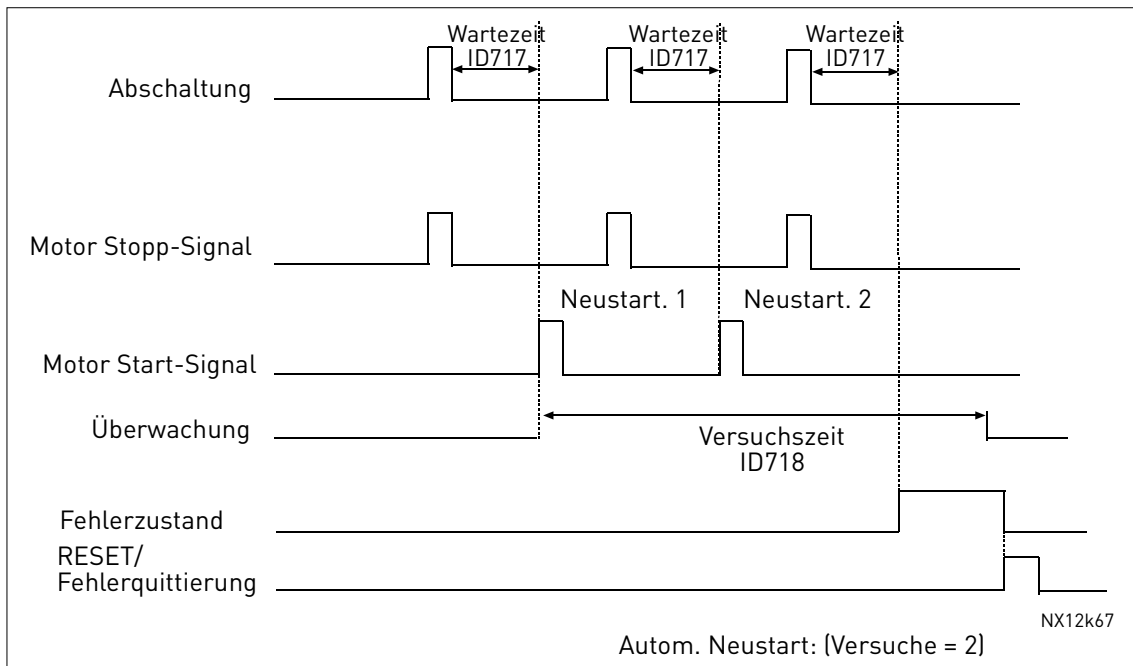 Wartezeit
ID717
Wartezeit
ID717
Wartezeit
ID717
Abschaltung
Motor Stopp-Signal
Neustart. 1
Neustart. 2
Motor Start-Signal
Überwachung
Versuchszeit
ID718
Fehlerzustand
RESET/
Fehlerquittierung
NX12k67
Autom. Neustart: (Versuche = 2)